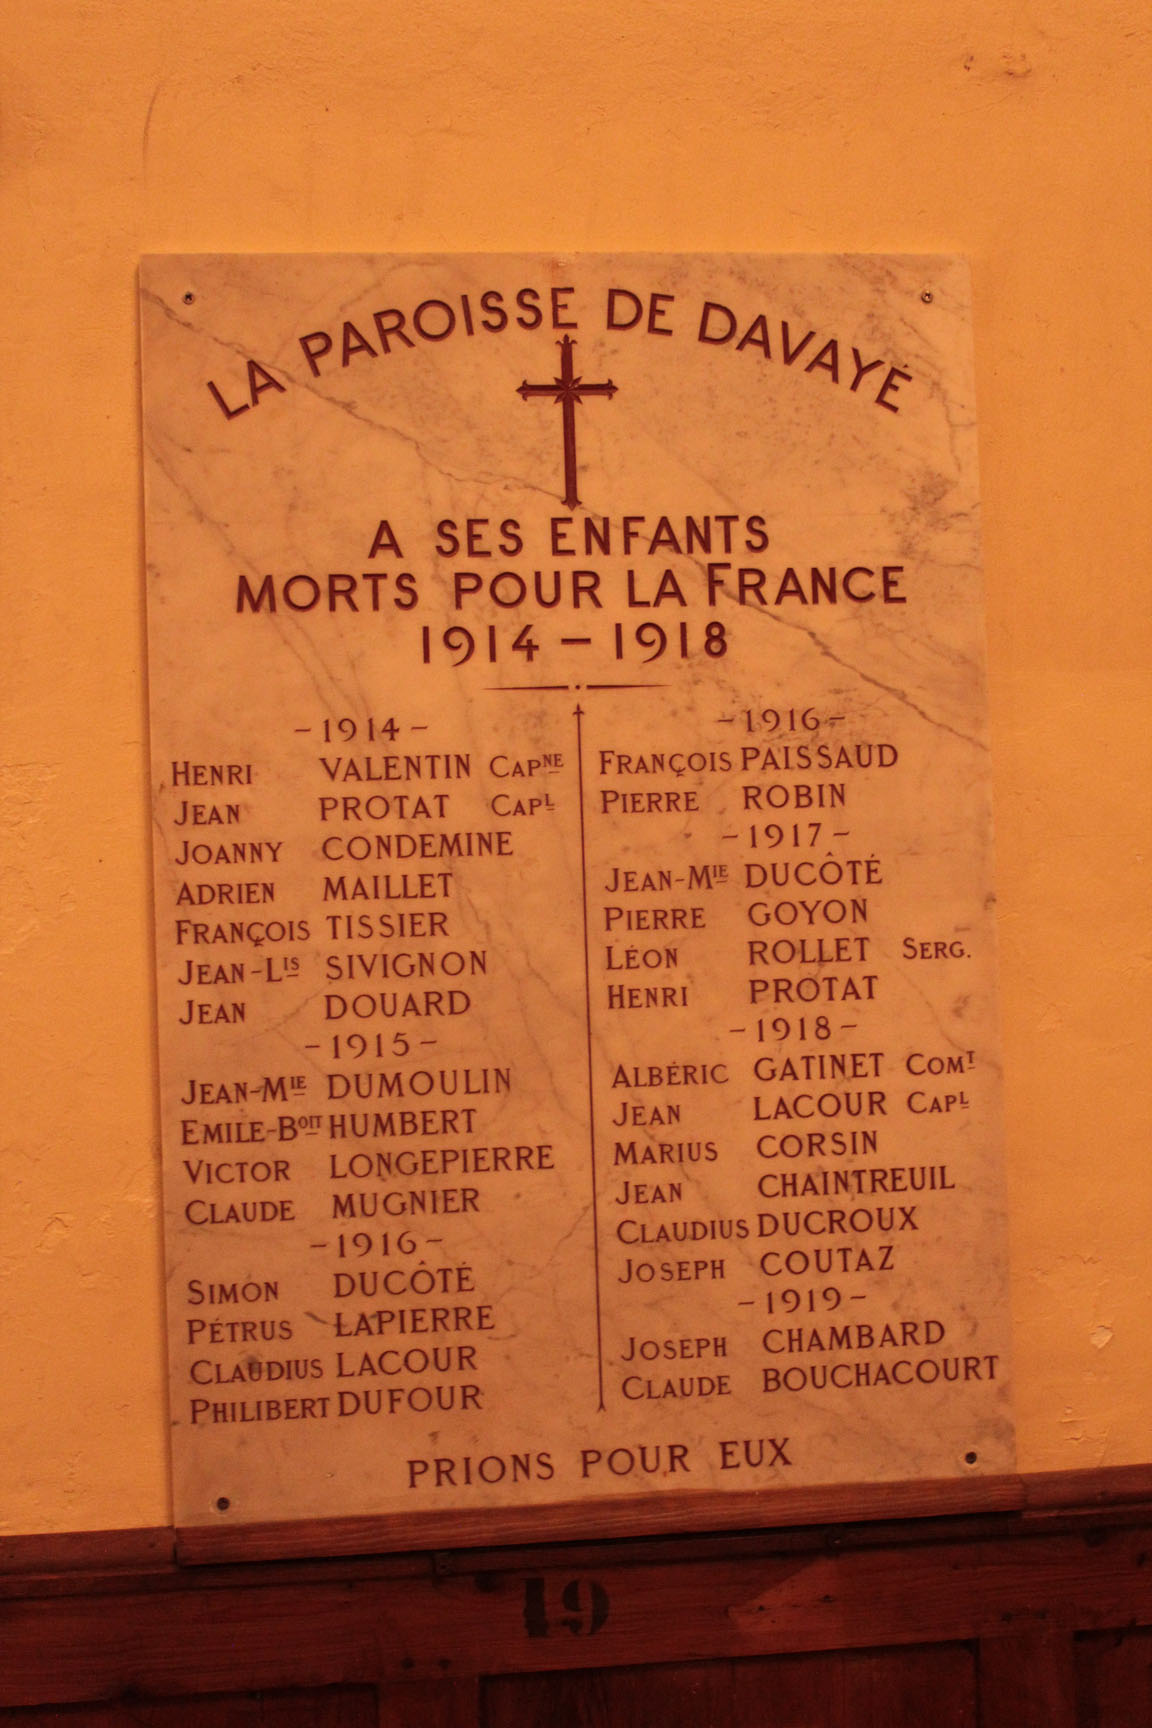 LA PAROISSE DE DAVAYÉ
A SES ENFANTS
MORTS POUR LA FRANCE
1914 - 1918
- 1914 -
HENRI VALENTIN CAPNE
JEAN PROTAT CAPL
JOANNY CONDEMINE
ADRIEN MAILLET
FRANÇOIS TISSIER
JEAN-LIS SIVIGNON
JEAN DOUARD
- 1915 -
JEAN-MIE DUMOULIN
EMILE-BOIT HUMBERT
VICTOR LONGEPIERRE
CLAUDE MUGNIER
- 1916 -
SIMON DUCÔTÉ
PÉTRUS LAPIERRE
CLAUDIUS LACOUR
PHILIBERT DUFOUR
- 1916 -
FRANÇOIS PAISSAUD
PIERRE ROBIN
- 1917 -
JEAN-MIE DUCÔTÉ
PIERRE GOYON
LÉON ROLLET SERG.
HENRI PROTAT
- 1918 -
ALBÉRIC GATINET COMT
JEAN LACOUR CAPL
MARIUS CORSIN
JEAN CHAINTREUIL
CLAUDIUS DUCROUX
JOSEPH COUTAZ
- 1919 -
JOSEPH CHAMBARD
CLAUDE BOUCHACOURT
PRIONS POUR EUX
19